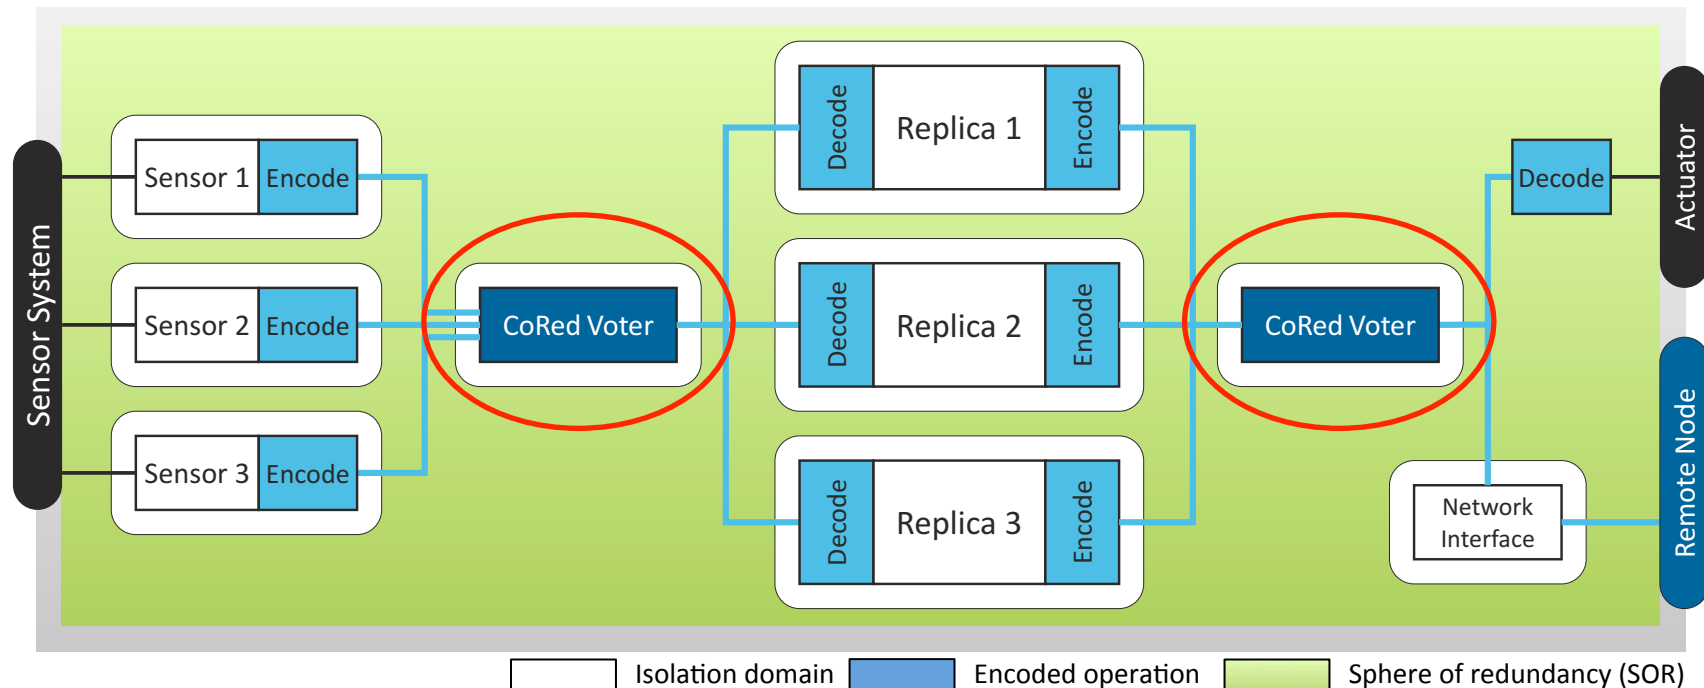 Sensor System
Sensor 1
Encode
Sensor 2
Encode
Sensor 3
Encode
CoRed Voter
Decode
Replica 1
Encode
Decode
Replica 2
Encode
Decode
Replica 3
Encode
CoRed Voter
Decode
Network
Interface
Actuator
Remote Node
Isolation domain
Encoded operation
Sphere of redundancy (SOR)